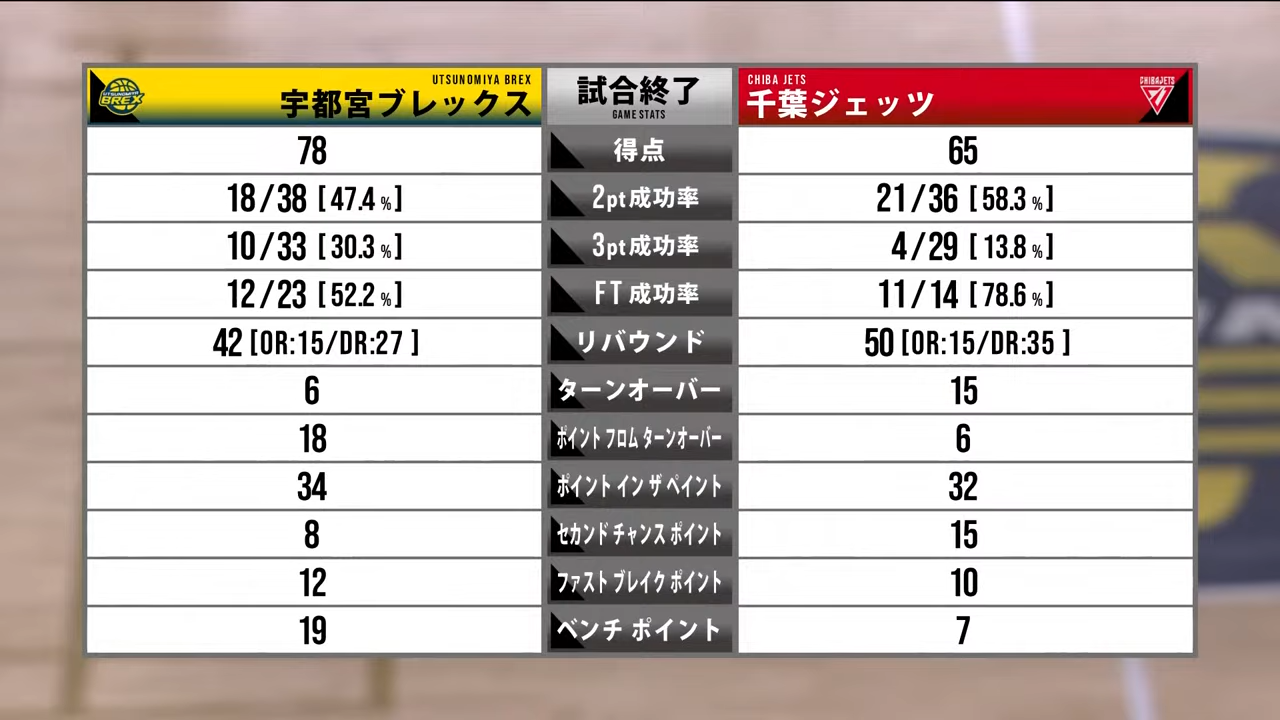 UTSUNOMIYA BREX
宇都宮ブレックス
UTSUNOMIYA
BREX
試合終了
GAME STATS
CHIBA JETS
千葉ジェッツ
CHIBAJETS
78 得点 65
18/38 [47.4%] 2pt成功率 21/36 [58.3%]
10/33 [30.3%] 3pt成功率 4/29 [13.8%]
12/23 [52.2%] FT成功率 11/14 [78.6%]
42 [OR:15/DR:27 ] リバウンド 50 [OR:15/DR:35 ]
6 ターンオーバー 15
18 ポイント フロム ターンオーバー 6
34 ポイント イン ザ ペイント 32
8 セカンド チャンス ポイント 15
12 ファスト ブレイク ポイント 10
19 ベンチ ポイント 7